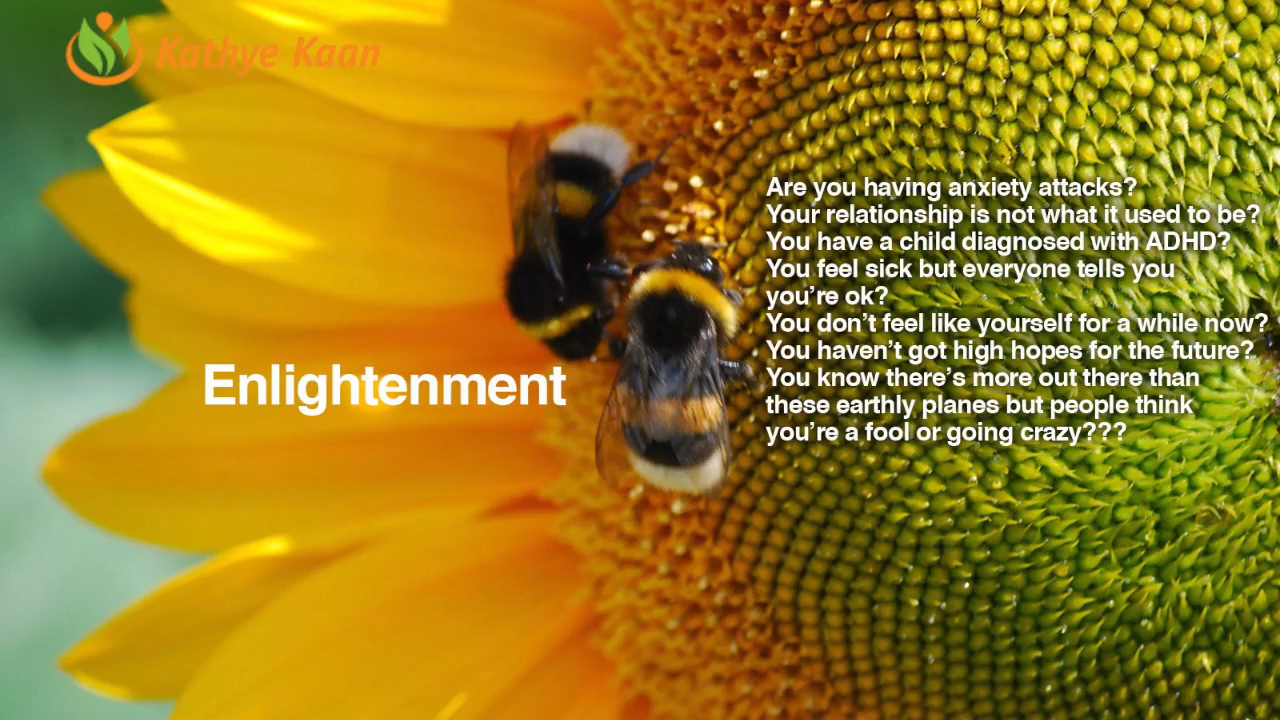 Kathye Kaan
Enlightenment
Are you having anxiety attacks?
Your relationship is not what it used to be?
You have a child diagnosed with ADHD?
You feel sick but everyone tells you
you’re ok?
You don’t feel like yourself for a while now?
You haven’t got high hopes for the future?
You know there’s more out there than
these earthly planes but people think
you’re a fool or going crazy???